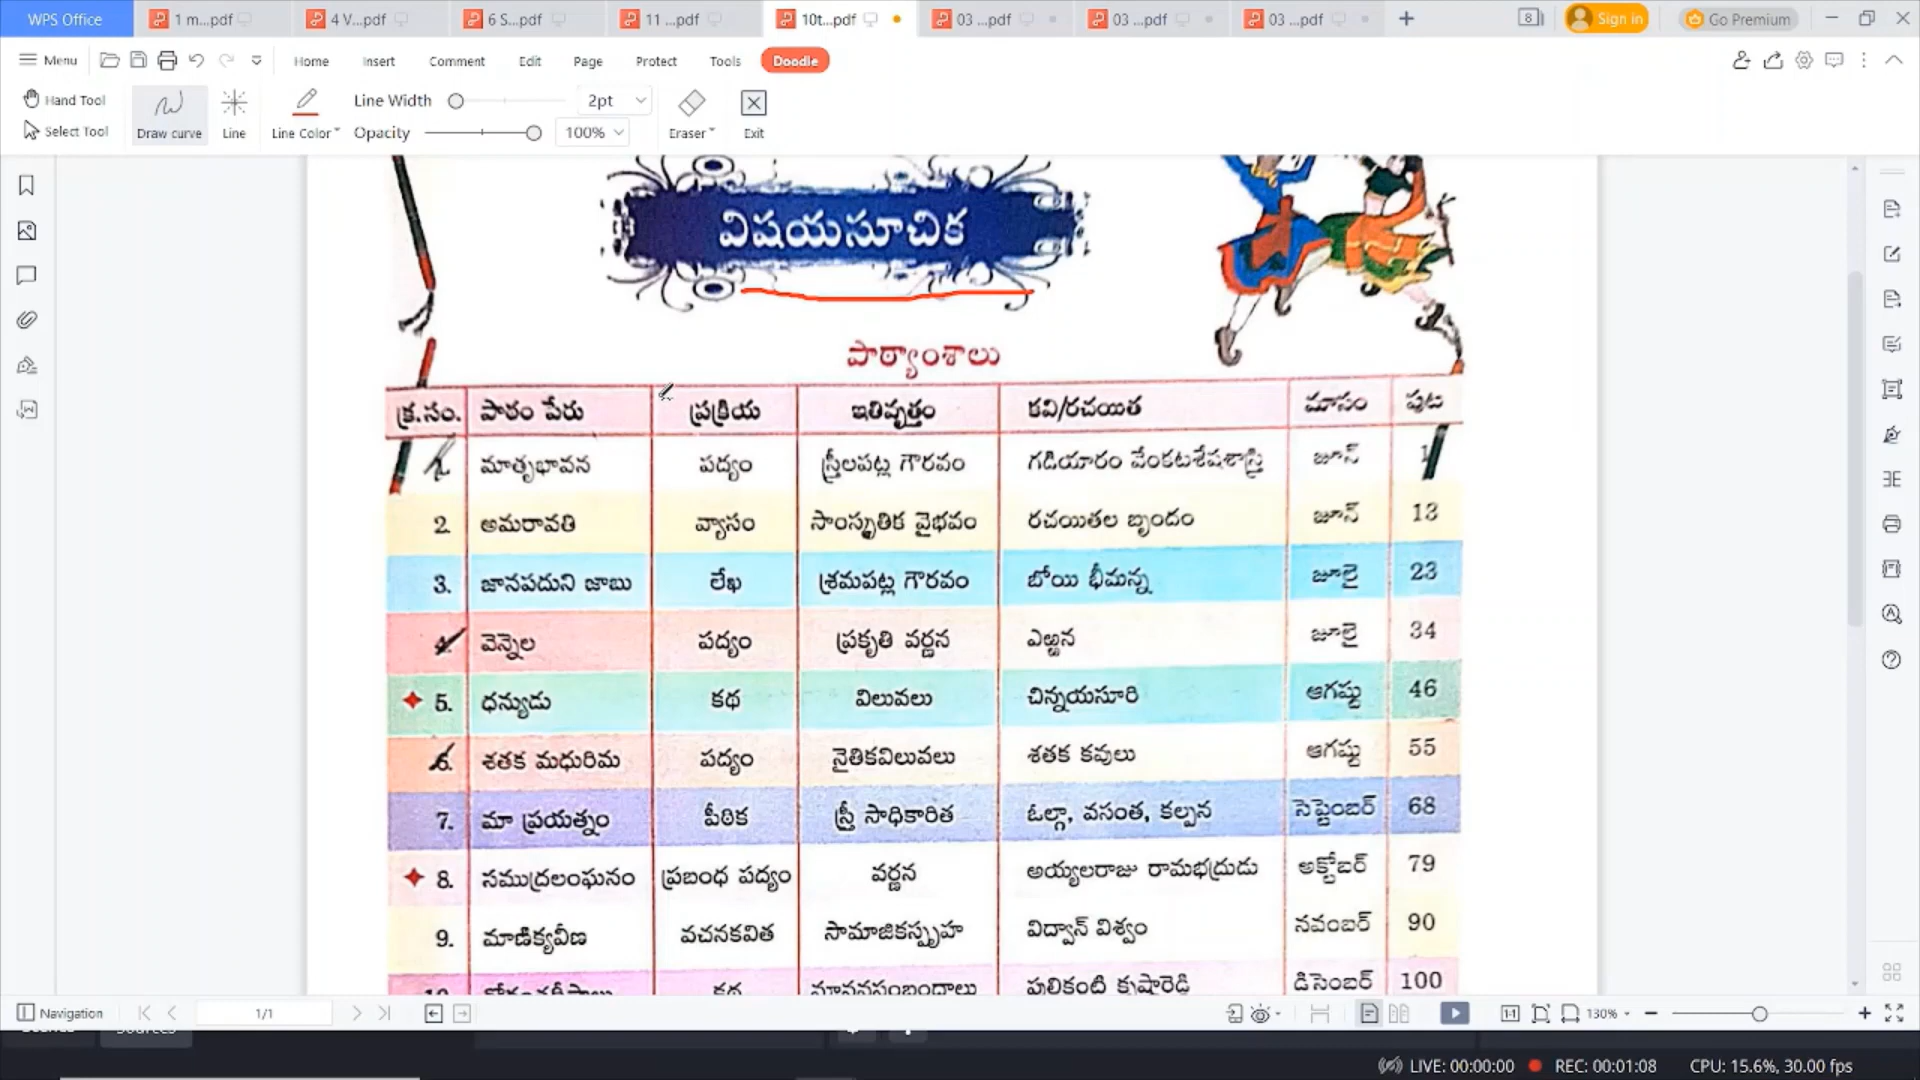 WPS Office 1 m...pdf 4 V...pdf 6 S...pdf 11 ...pdf 10t...pdf 03 ...pdf 03 ...pdf 03 ...pdf 8 Sign in Go Premium
Menu Home Insert Comment Edit Page Protect Tools Doodle
Hand Tool Line Width 2pt
Select Tool Draw curve Line Line Color Opacity 100% Eraser Exit
విషయసూచిక
పాఠ్యాంశాలు
క్ర.సం. పాఠం పేరు ప్రక్రియ ఇతివృత్తం కవి/రచయిత మాసం పుట
మాతృభావన పద్యం స్త్రీలపట్ల గౌరవం గడియారం వేంకటశేషశాస్త్రి జూన్ 1
2. అమరావతి వ్యాసం సాంస్కృతిక వైభవం రచయితల బృందం జూన్ 13
3. జానపదుని జాబు లేఖ శ్రమపట్ల గౌరవం బోయి భీమన్న జూలై 23
4. వెన్నెల పద్యం ప్రకృతి వర్ణన ఎఱ్ఱన జూలై 34
5. ధన్యుడు కథ విలువలు చిన్నయసూరి ఆగష్టు 46
6. శతక మధురిమ పద్యం నైతికవిలువలు శతక కవులు ఆగష్టు 55
7. మా ప్రయత్నం పీఠిక స్త్రీ సాధికారిత ఓల్గా, వసంత, కల్పన సెప్టెంబర్ 68
8. సముద్రలంఘనం ప్రబంధ పద్యం వర్ణన అయ్యలరాజు రామభద్రుడు అక్టోబర్ 79
9. మాణిక్యవీణ వచనకవిత సామాజికస్పృహ విద్వాన్ విశ్వం నవంబర్ 90
కథ మానవసంబంధాలు పులికంటి కృష్ణారెడ్డి డిసెంబర్ 100
Navigation 1/1 130%
Sources
LIVE: 00:00:00 REC: 00:01:08 CPU: 15.6%, 30.00 fps